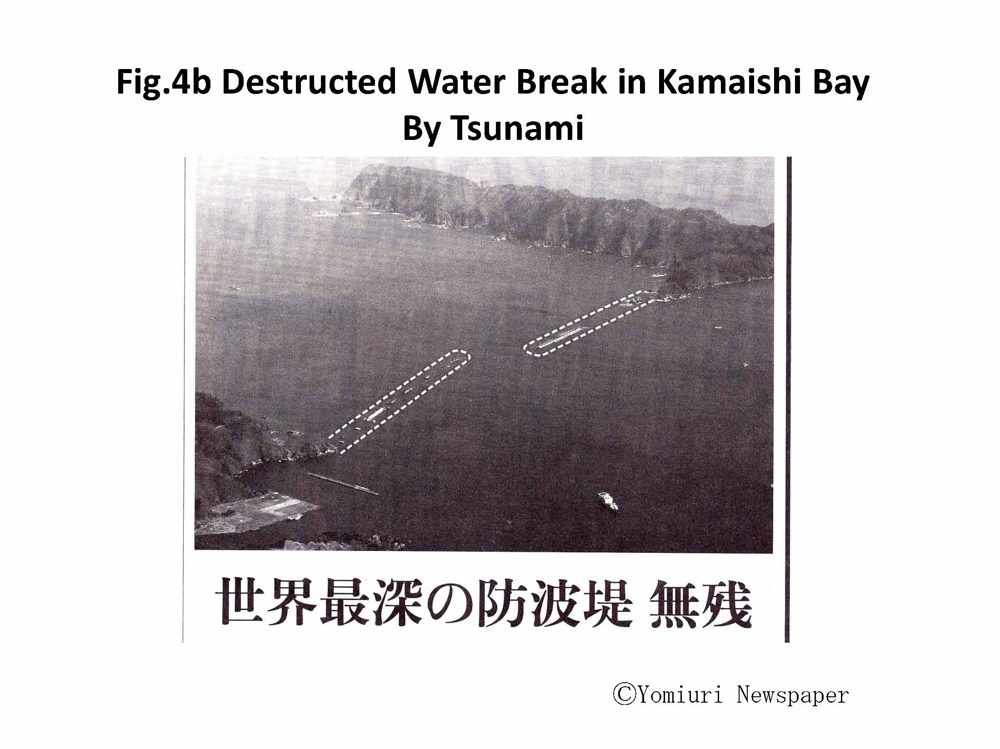 Fig.4b Destructed Water Break in Kamaishi Bay
By Tsunami
世界最深の防波堤 無残
©Yomiuri Newspaper